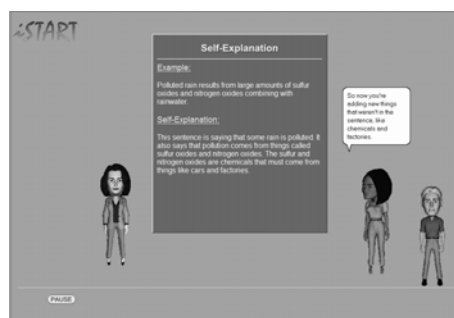 iSTART
Self-Explanation
Example:
Polluted rain results from large amounts of sulfur
oxides and nitrogen oxides combining with
rainwater.
Self-Explanation:
This sentence is saying that some rain is polluted. It
also says that pollution comes from things called
sulfur oxides and nitrogen oxides. The sulfur and
nitrogen oxides are chemicals that must come from
things like cars and factories.
So now you're
adding new things
that weren't in the
sentence, like
chemicals and
factories.
PAUSE